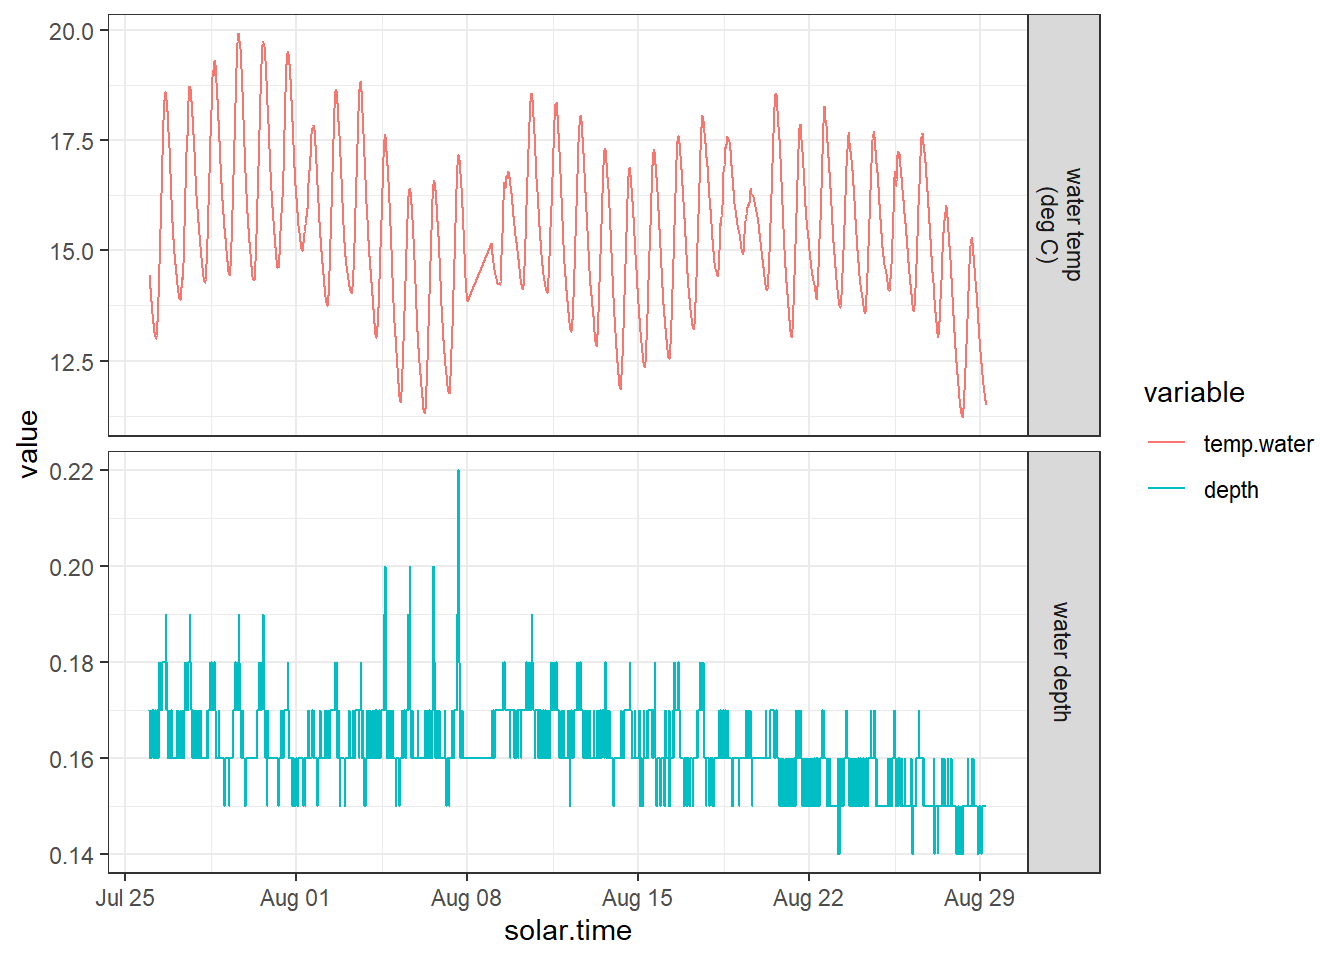 20.0
17.5
15.0
12.5
water temp
(deg C)
value
0.22
0.20
0.18
0.16
0.14
water depth
Jul 25
Aug 01
Aug 08
Aug 15
Aug 22
Aug 29
solar.time
variable
temp.water
depth